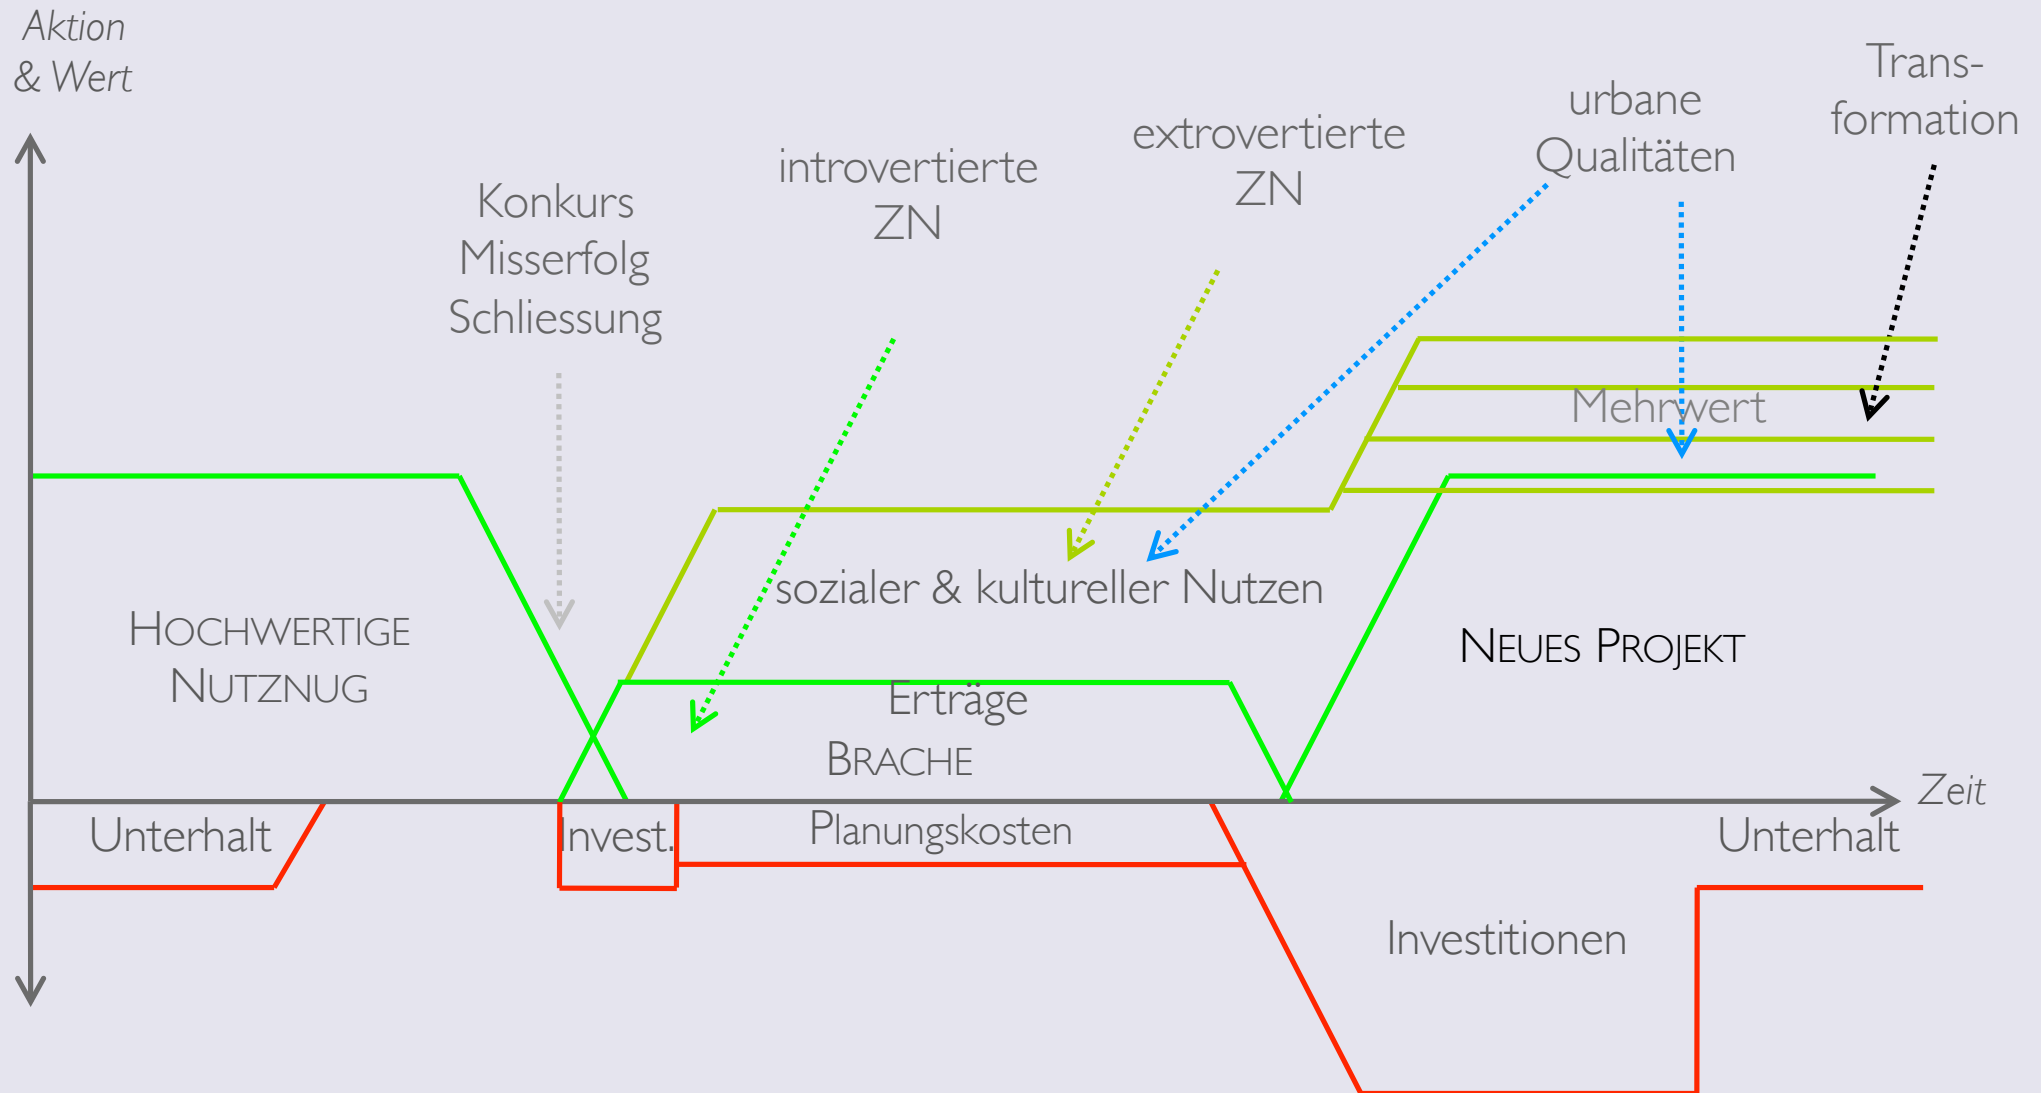 Aktion
& Wert
Trans-
formation
urbane
Qualitäten
extrovertierte
ZN
introvertierte
ZN
Konkurs
Misserfolg
Schliessung
Mehrwert
sozialer & kultureller Nutzen
HOCHWERTIGE
NUTZNUG
NEUES PROJEKT
Erträge
BRACHE
Zeit
Unterhalt
Invest.
Planungskosten
Unterhalt
Investitionen